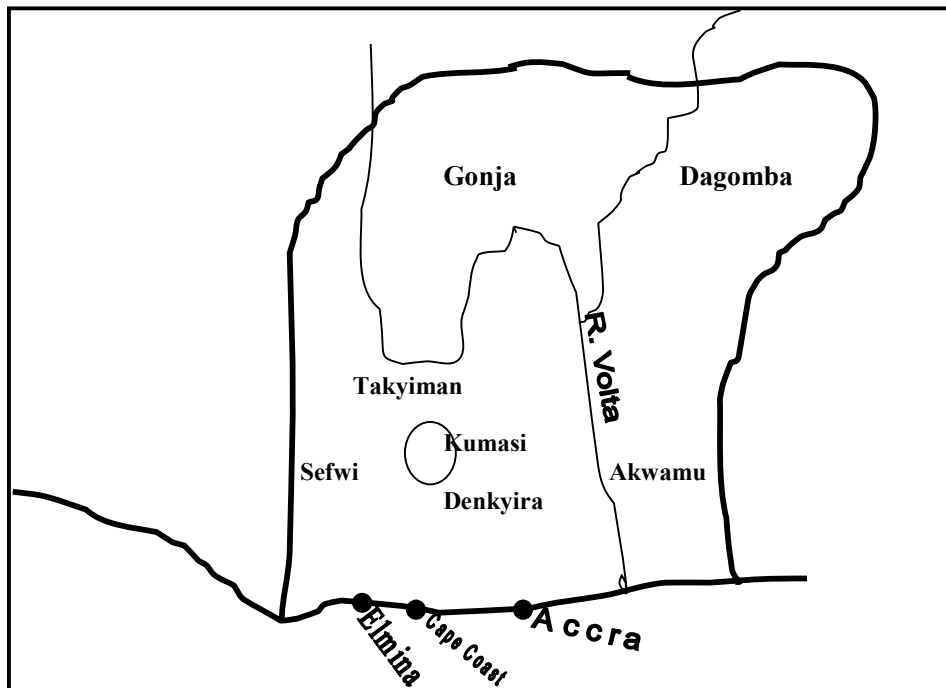 Gonja
Dagomba
R. Volta
Takyiman
Kumasi
Sefwi
Akwamu
Denkyira
Elmina
Cape Coast
Accra